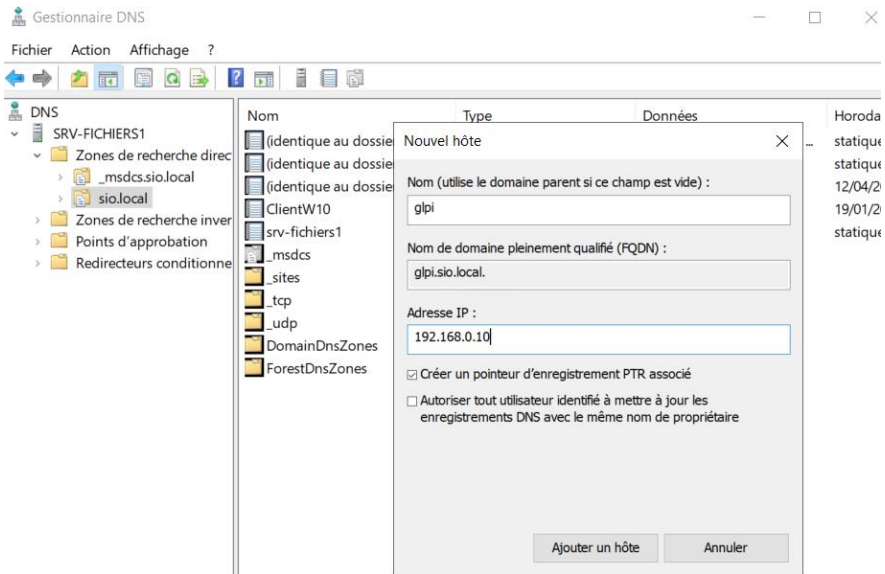 Gestionnaire DNS
Fichier Action Affichage ?
DNS
SRV-FICHIERS1
Zones de recherche direc
_msdcs.sio.local
sio.local
Zones de recherche inver
Points d'approbation
Redirecteurs conditionne
Nom Type Données Horoda
(identique au dossie ... statique
(identique au dossie statique
(identique au dossie 12/04/2
ClientW10 19/01/2
srv-fichiers1 statique
_msdcs
_sites
_tcp
_udp
DomainDnsZones
ForestDnsZones
Nouvel hôte
Nom (utilise le domaine parent si ce champ est vide) :
glpi
Nom de domaine pleinement qualifié (FQDN) :
glpi.sio.local.
Adresse IP :
192.168.0.10
Créer un pointeur d'enregistrement PTR associé
Autoriser tout utilisateur identifié à mettre à jour les
enregistrements DNS avec le même nom de propriétaire
Ajouter un hôte Annuler